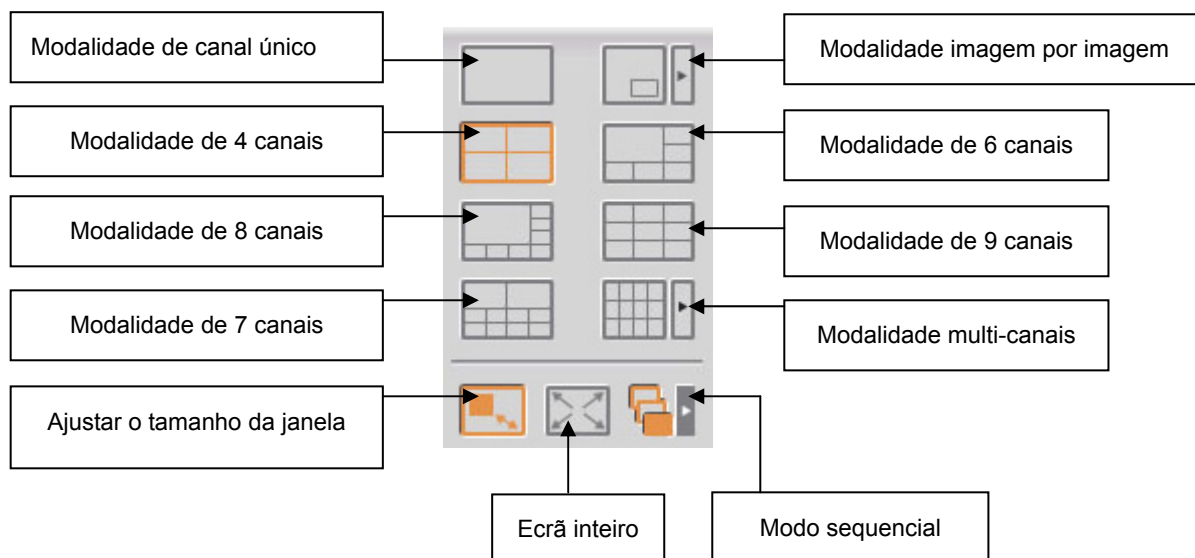 Modalidade de canal único
Modalidade imagem por imagem
Modalidade de 4 canais
Modalidade de 6 canais
Modalidade de 8 canais
Modalidade de 9 canais
Modalidade de 7 canais
Modalidade multi-canais
Ajustar o tamanho da janela
Ecrã inteiro
Modo sequencial